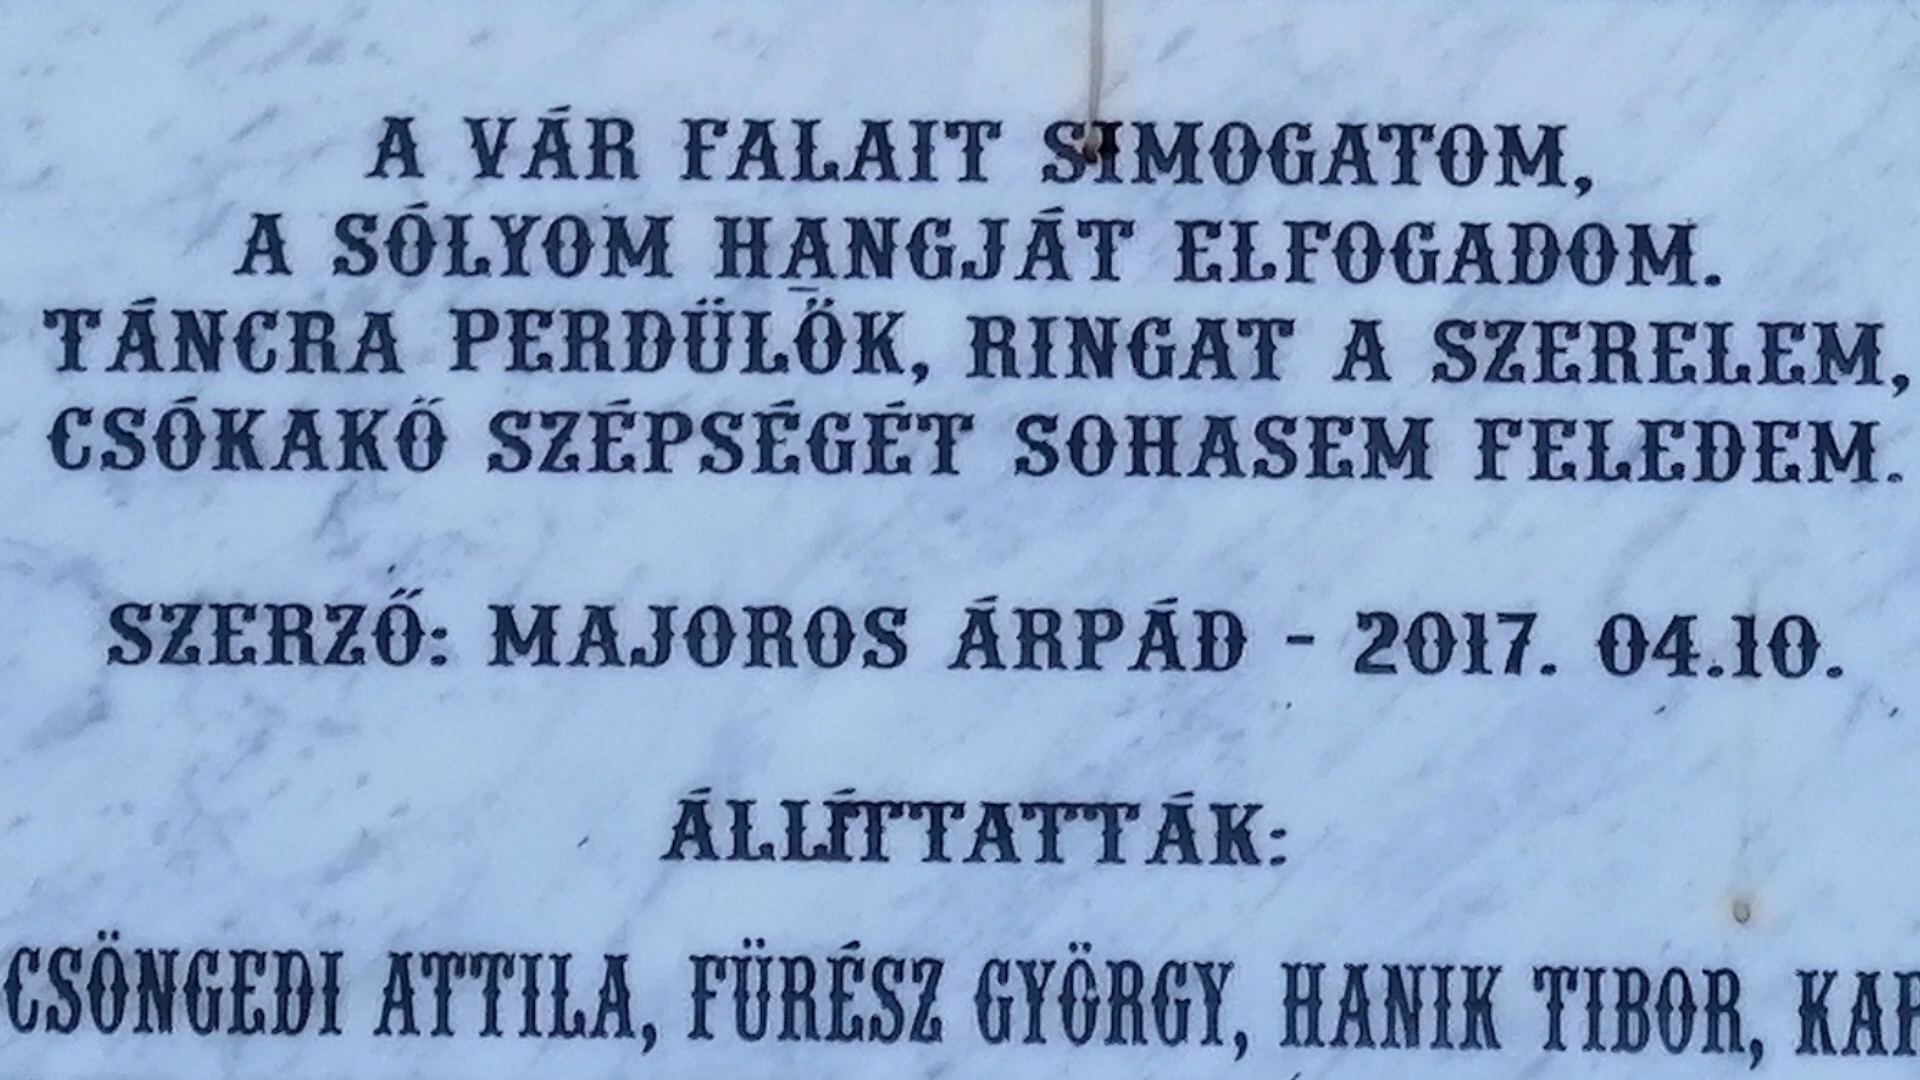 A VÁR FALAIT SIMOGATOM,
A SÓLYOM HANGJÁT ELFOGADOM.
TÁNCRA PERDÜLÖK, RINGAT A SZERELEM,
CSÓKAKŐ SZÉPSÉGÉT SOHASEM FELEDEM.
SZERZŐ: MAJOROS ÁRPÁD - 2017. 04.10.
ÁLLÍTTATTÁK:
CSÖNGEDI ATTILA, FÜRÉSZ GYÖRGY, HANIK TIBOR,